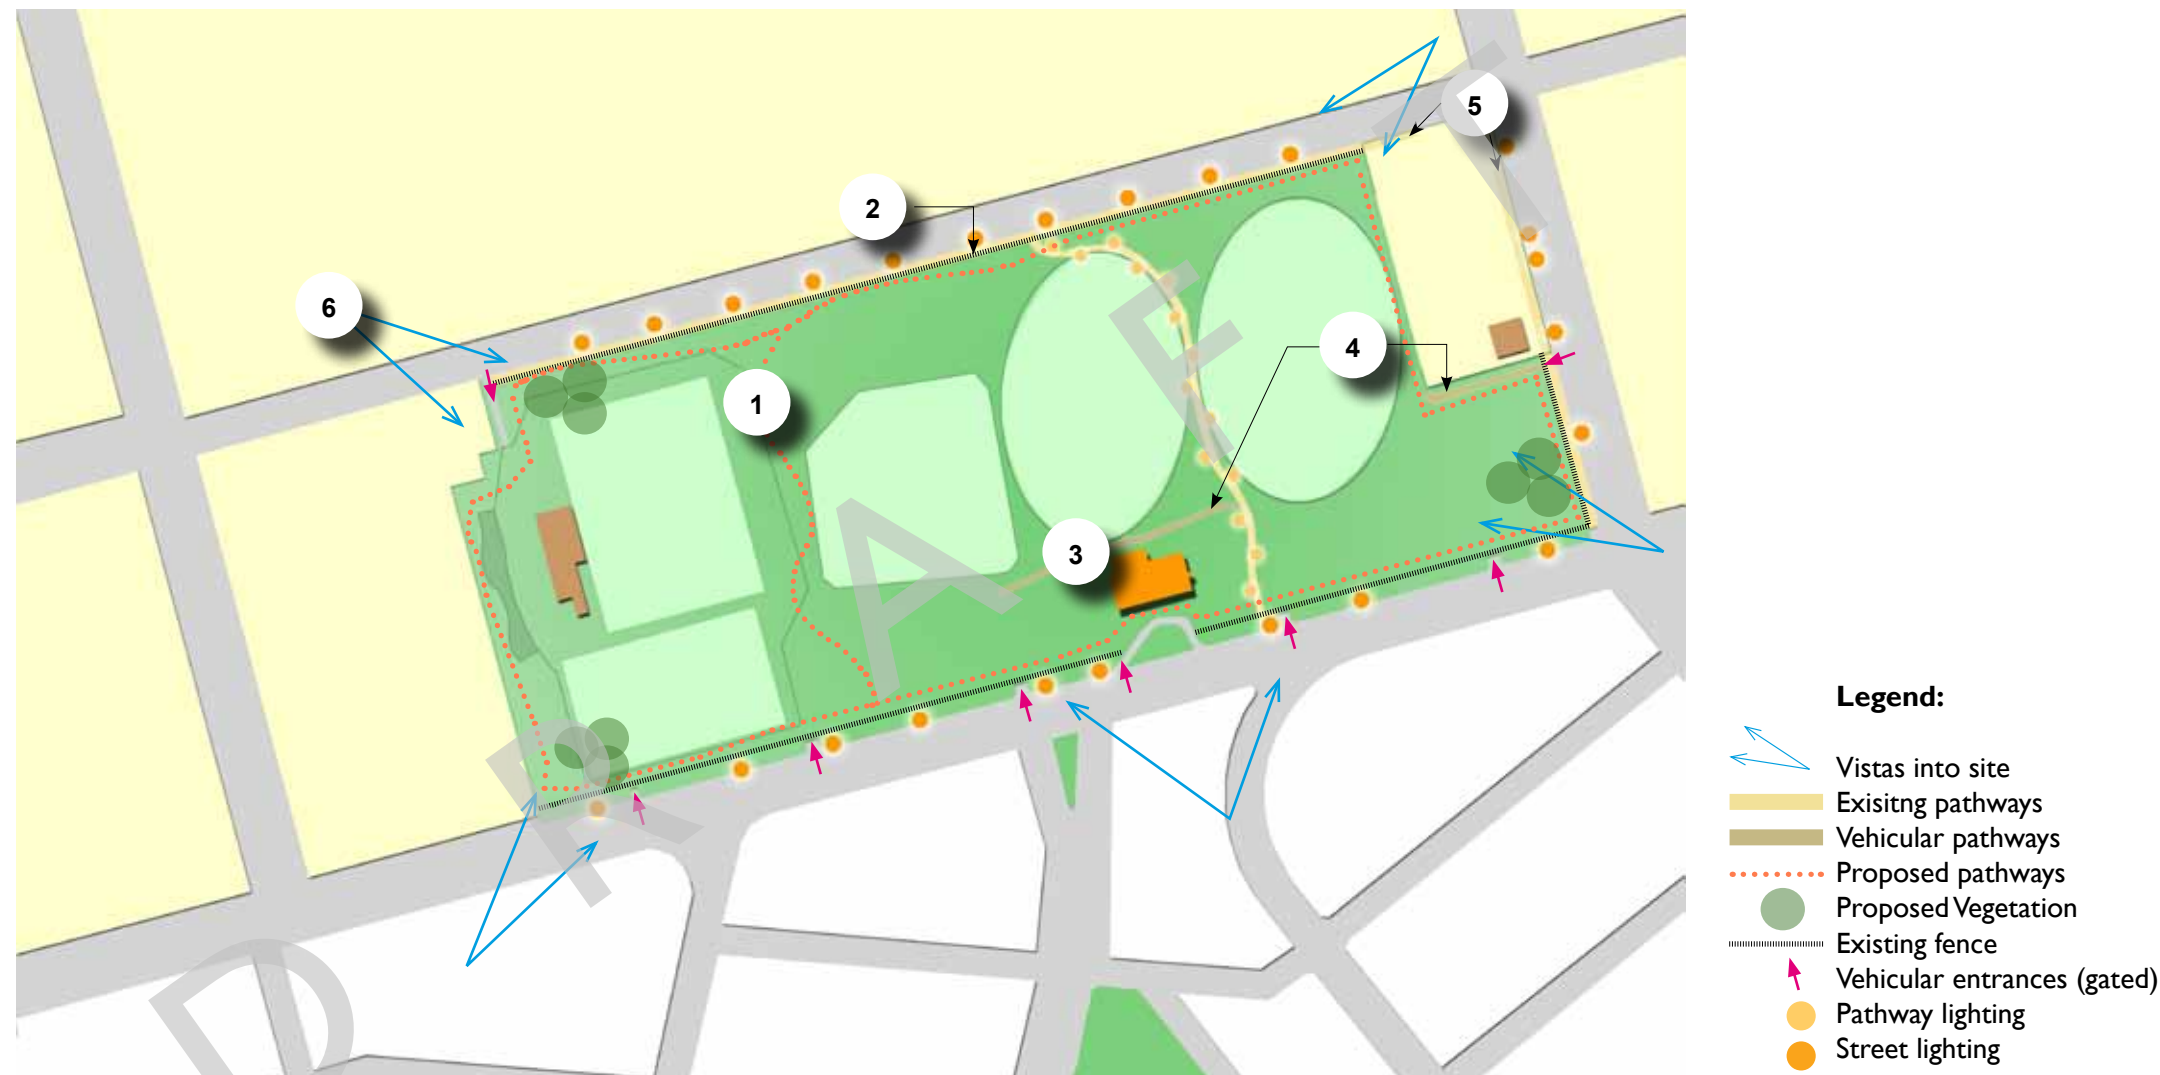 5
2
6
4
1
3
DRAFT
Legend:
Vistas into site
Exisitng pathways
Vehicular pathways
Proposed pathways
Proposed Vegetation
Existing fence
Vehicular entrances (gated)
Pathway lighting
Street lighting